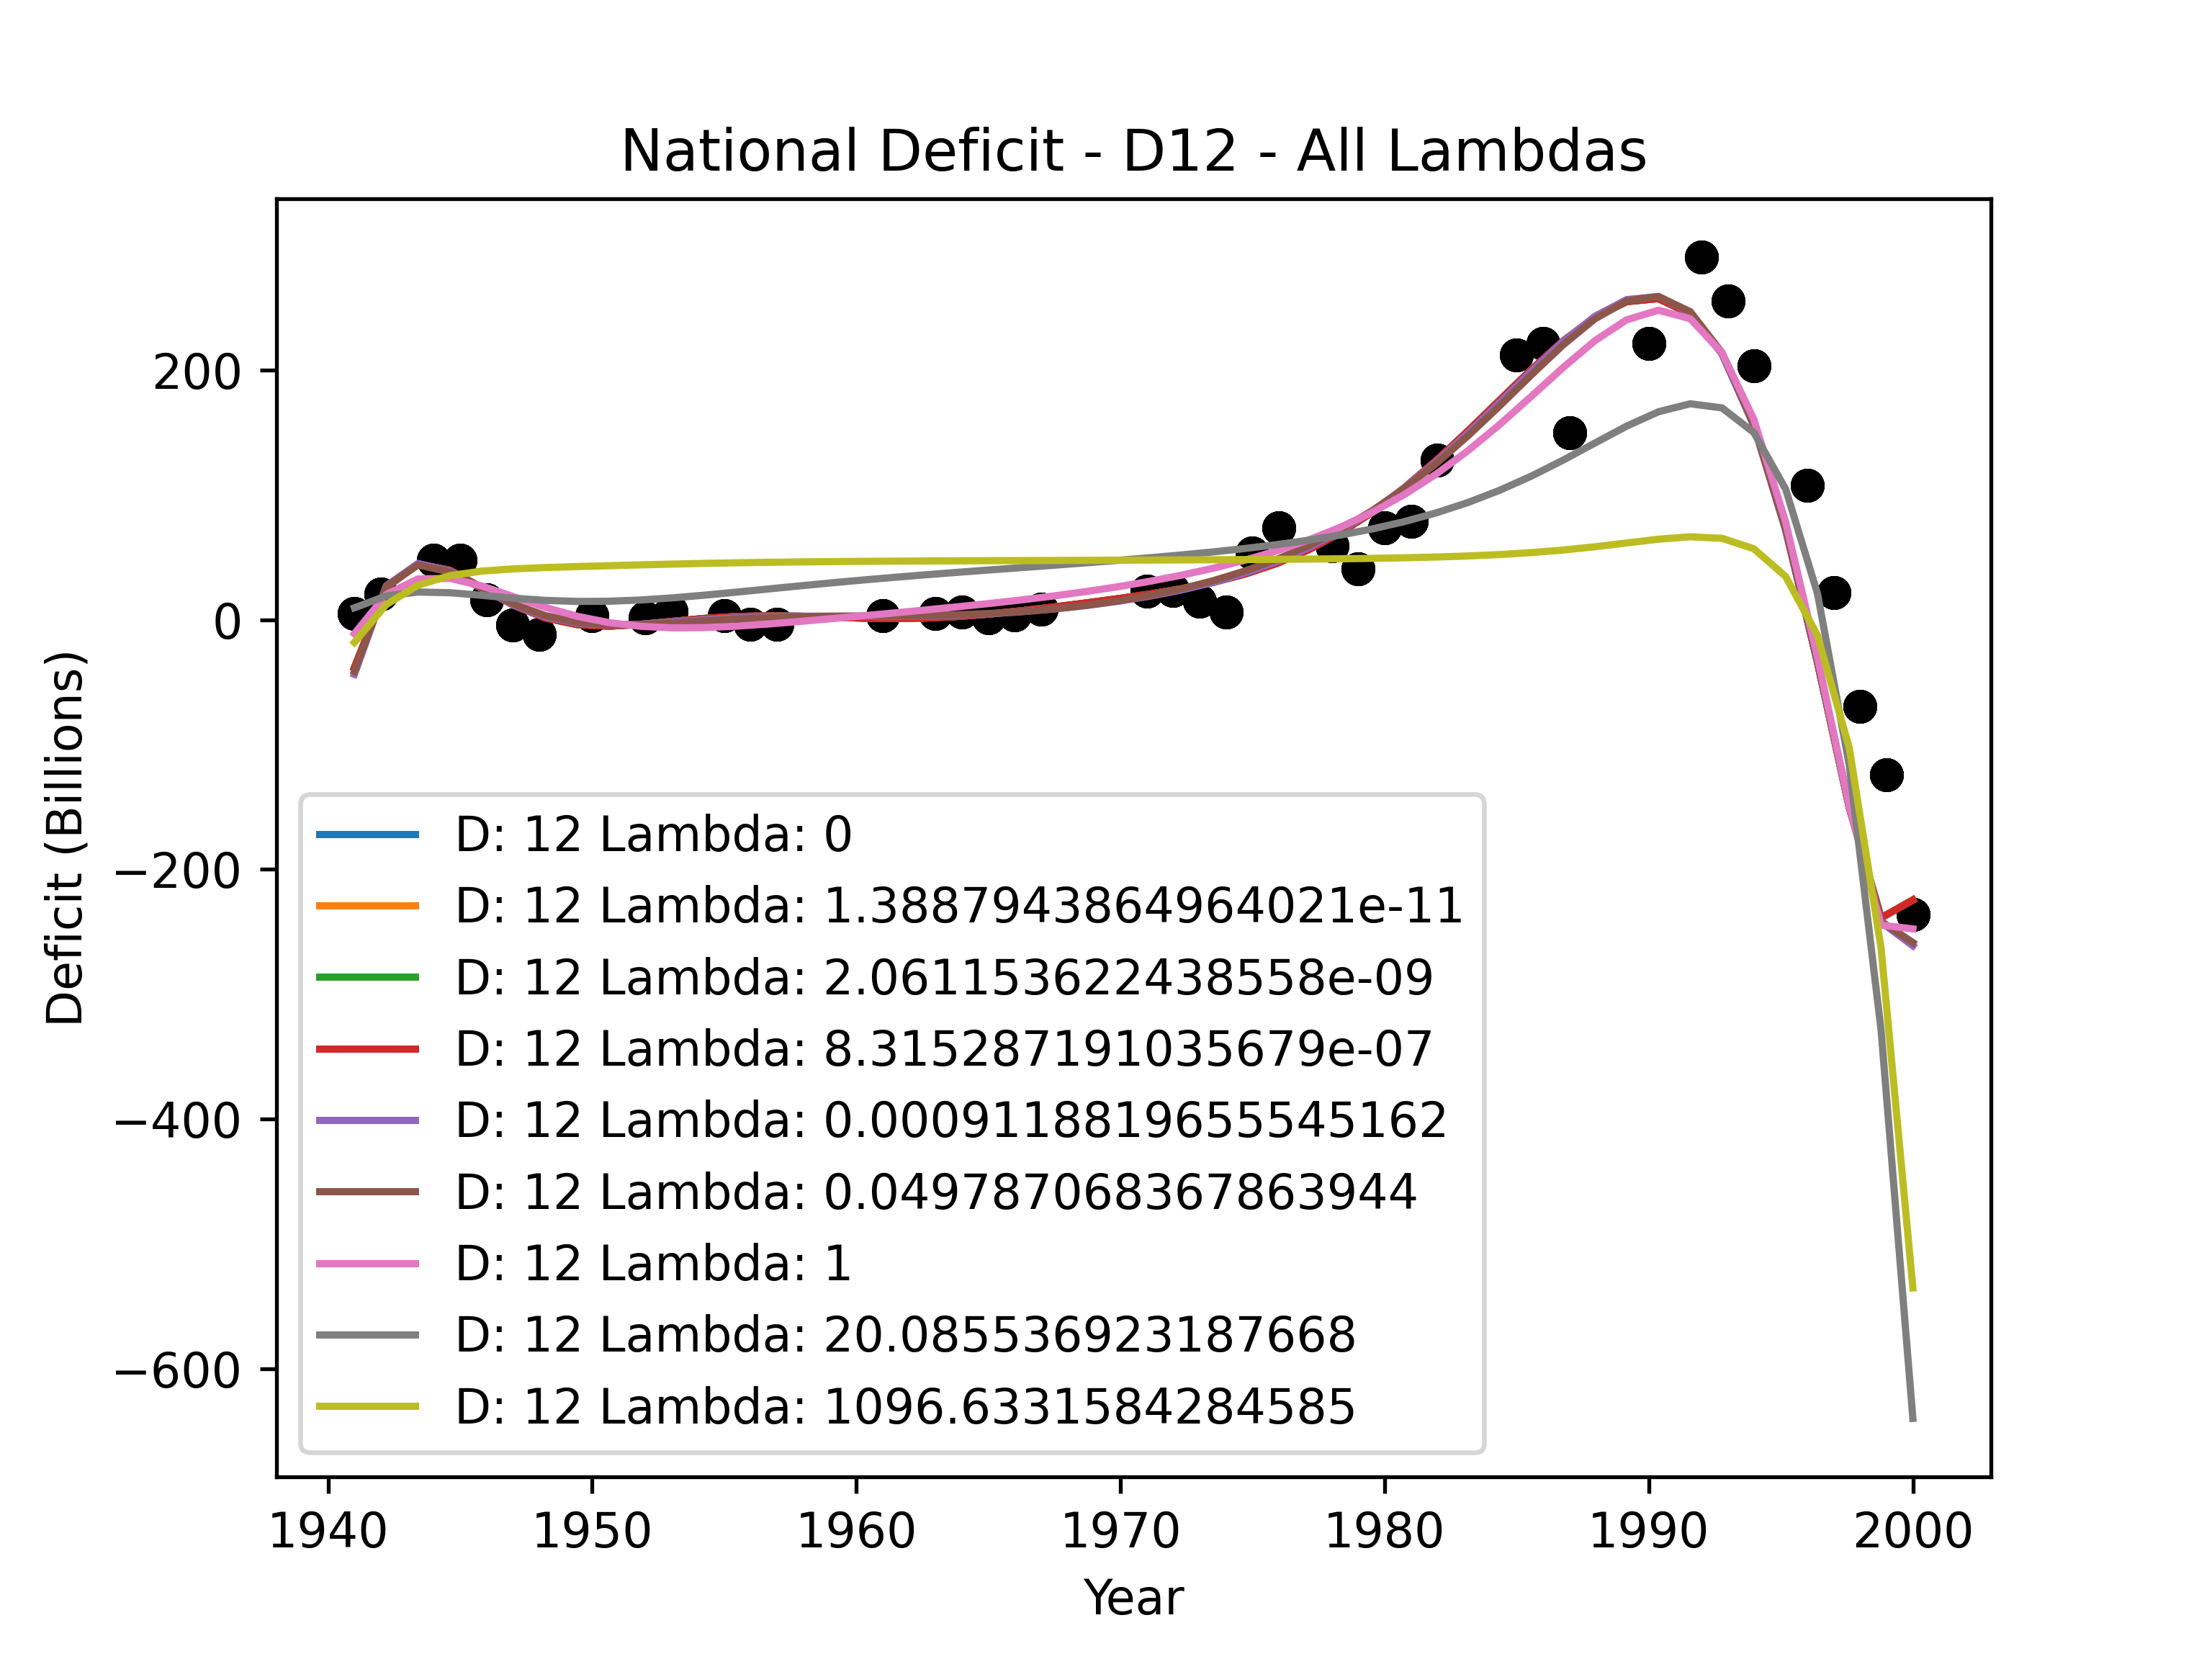 National Deficit - D12 - All Lambdas
200
0
−200
−400
−600
Deficit (Billions)
D: 12 Lambda: 0
D: 12 Lambda: 1.3887943864964021e-11
D: 12 Lambda: 2.061153622438558e-09
D: 12 Lambda: 8.315287191035679e-07
D: 12 Lambda: 0.0009118819655545162
D: 12 Lambda: 0.049787068367863944
D: 12 Lambda: 1
D: 12 Lambda: 20.085536923187668
D: 12 Lambda: 1096.6331584284585
1940 1950 1960 1970 1980 1990 2000
Year